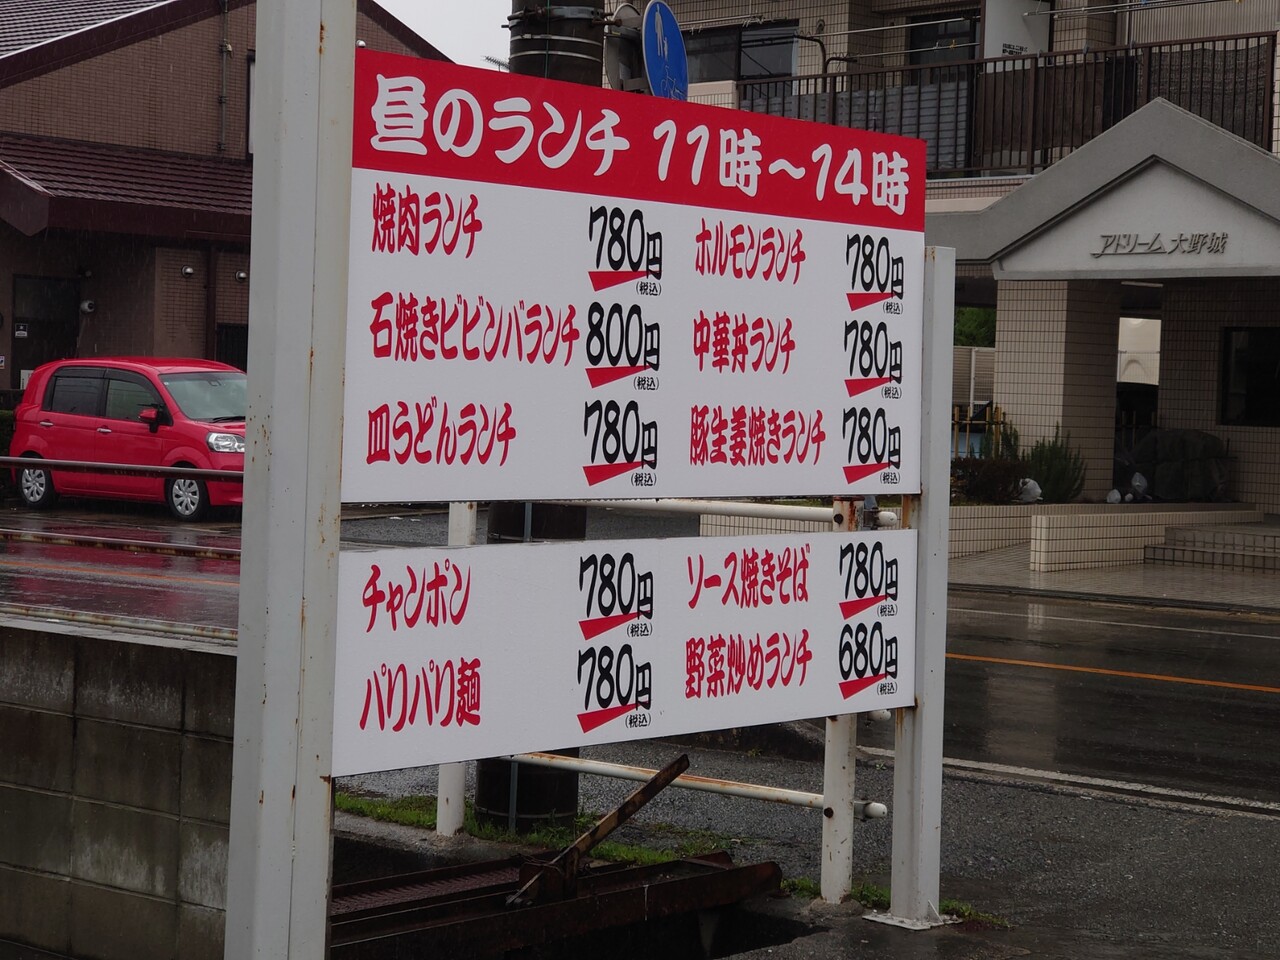 昼のランチ 11時～14時
焼肉ランチ 780円(税込)
ホルモンランチ 780円(税込)
石焼きビビンバランチ 800円(税込)
中華丼ランチ 780円(税込)
皿うどんランチ 780円(税込)
豚生姜焼きランチ 780円(税込)
チャンポン 780円(税込)
ソース焼きそば 780円(税込)
パリパリ麺 780円(税込)
野菜炒めランチ 680円(税込)
アドリーム大野城